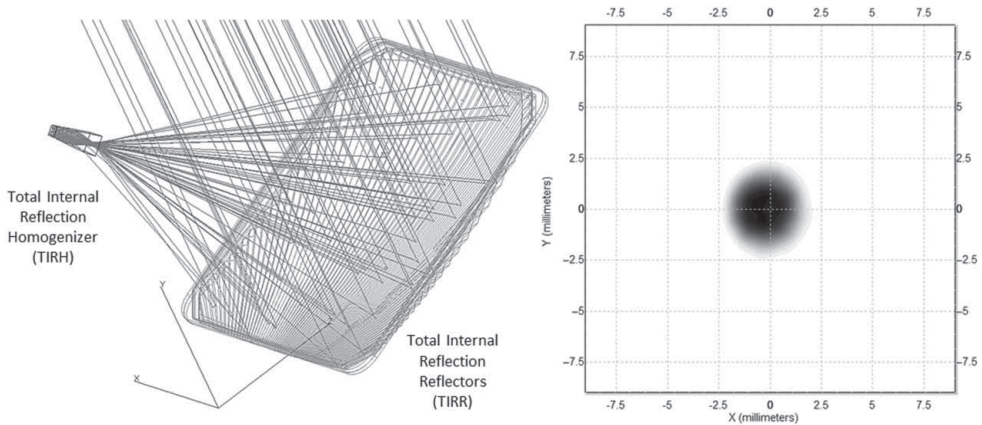 Total Internal
Reflection
Homogenizer
(TIRH)
Y
X
Z
Total Internal
Reflection
Reflectors
(TIRR)
-7.5 -5 -2.5 0 2.5 5 7.5
7.5 7.5
5 5
2.5 2.5
0 0
–2.5 –2.5
–5 –5
–7.5 –7.5
Y (millimeters)
-7.5 -5 -2.5 0 2.5 5 7.5
X (millimeters)